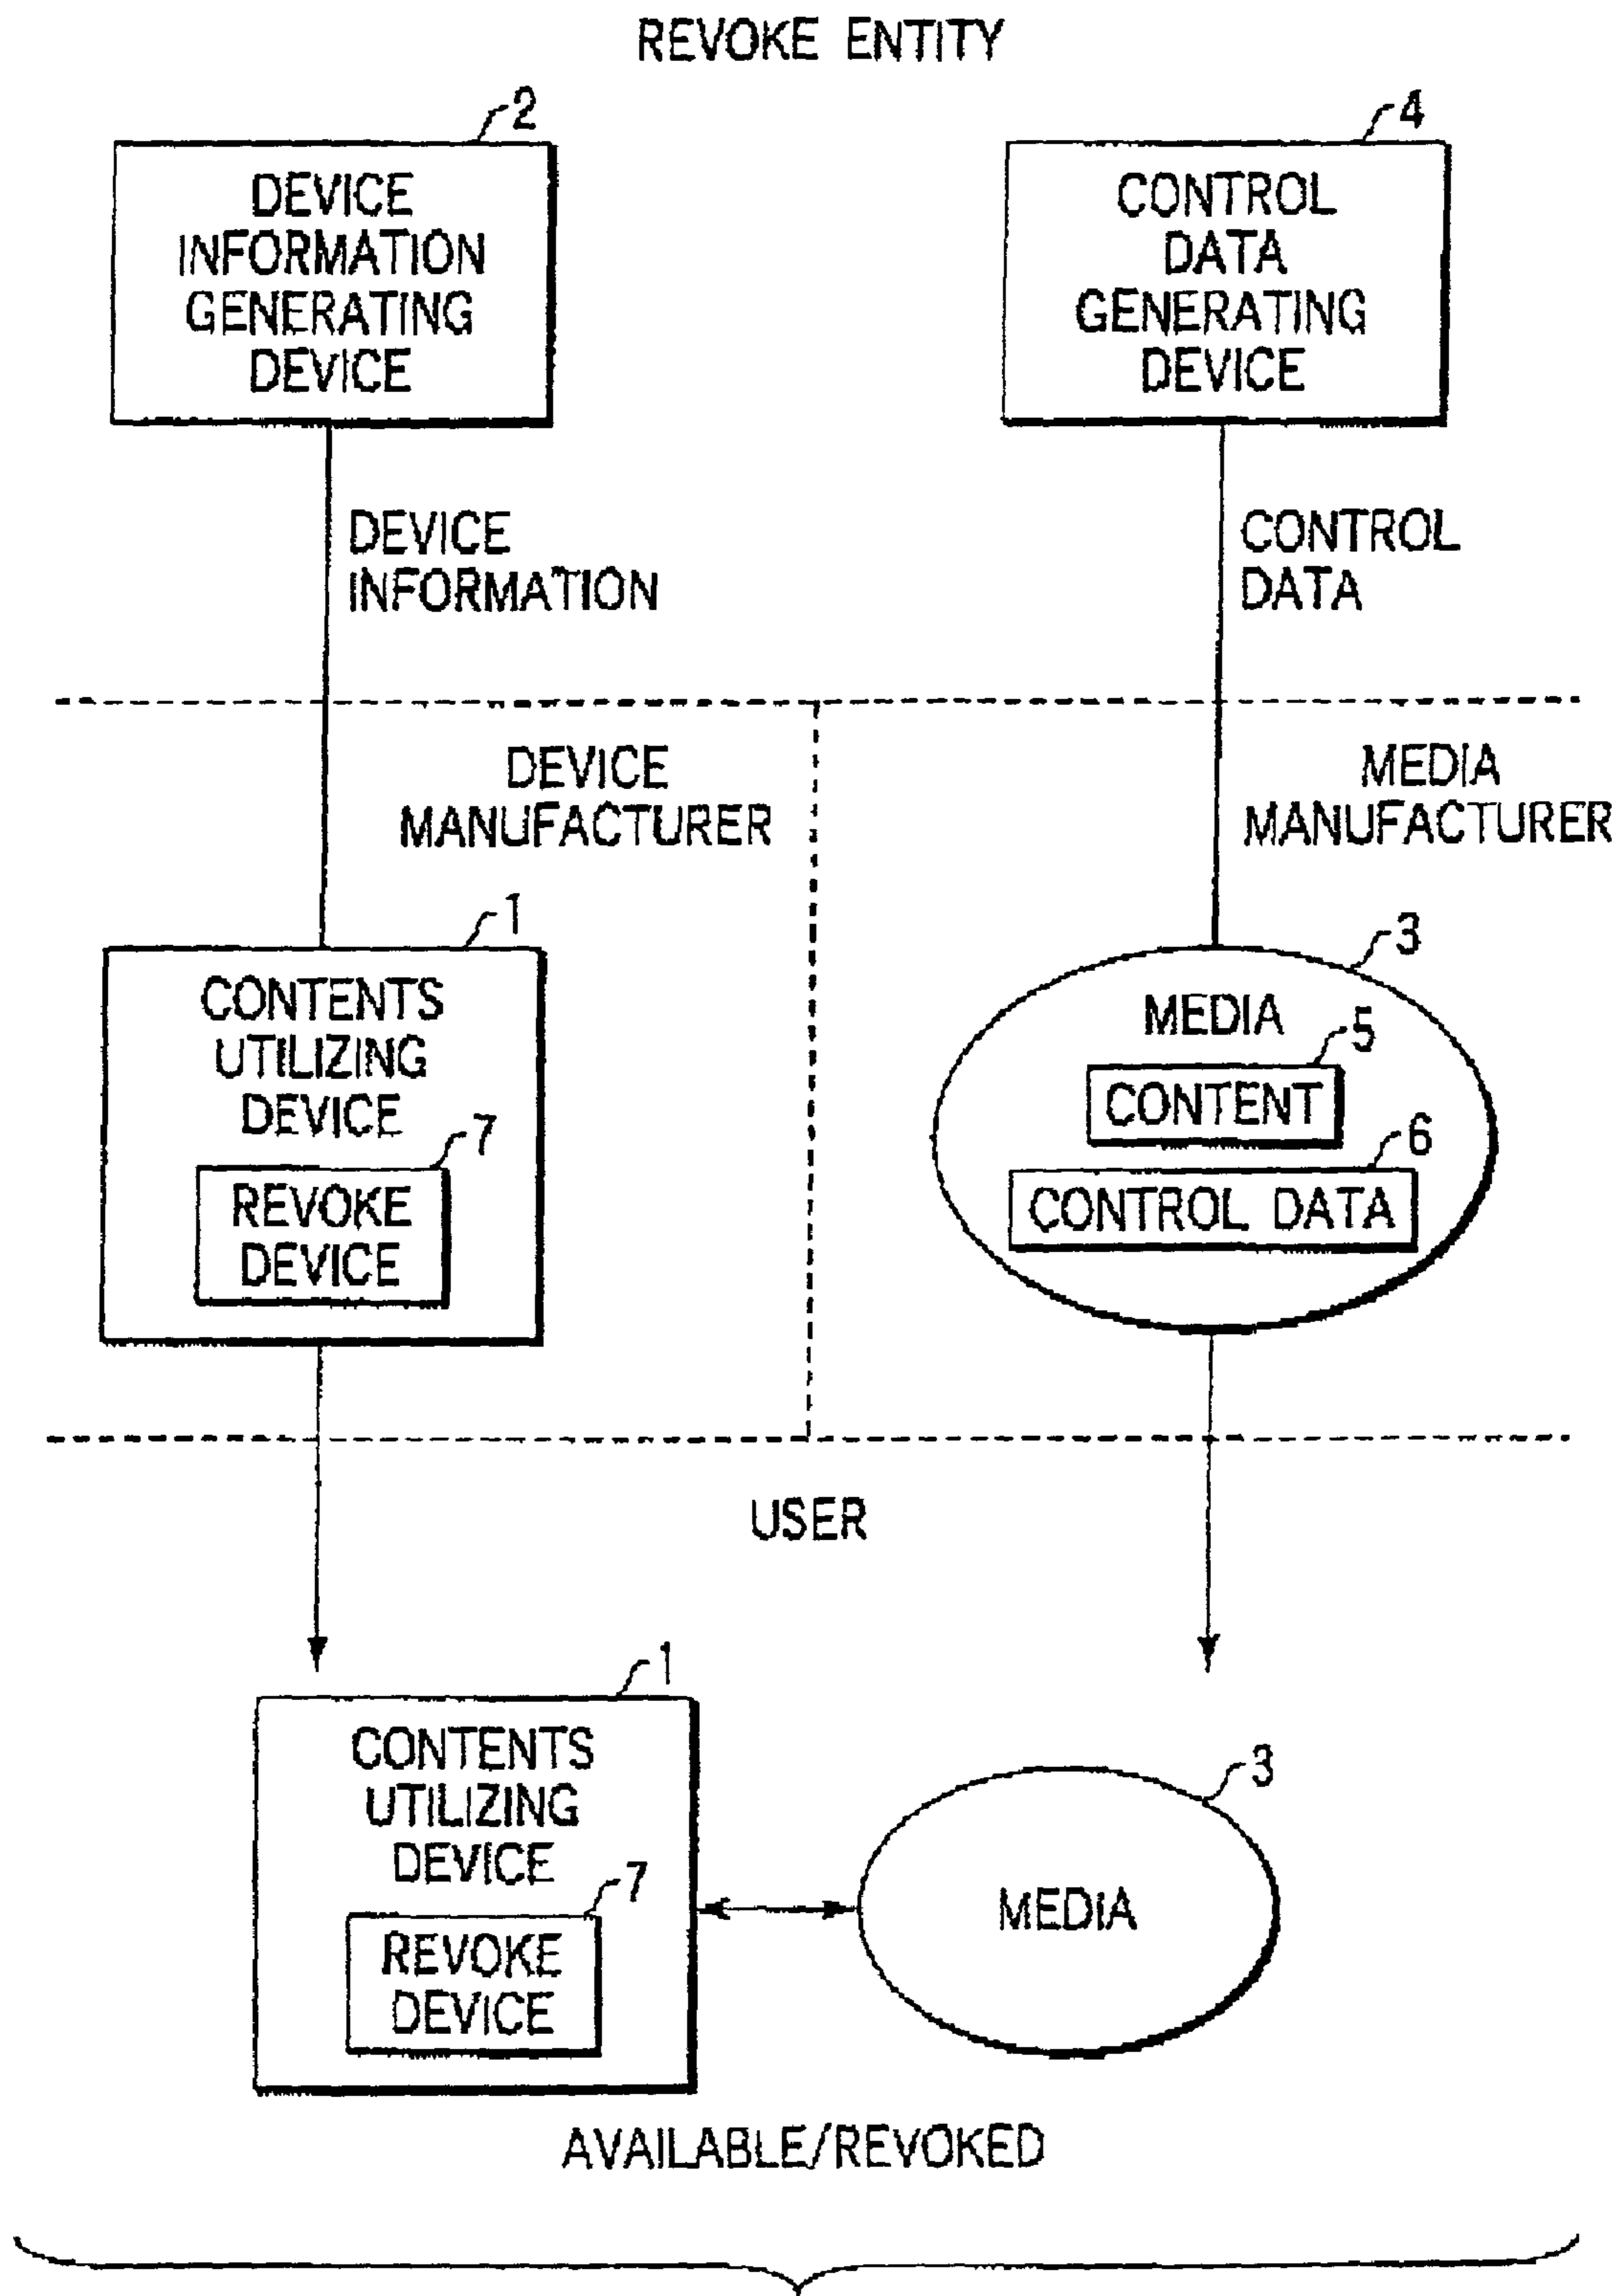 REVOKE ENTITY
2
DEVICE
INFORMATION
GENERATING
DEVICE
4
CONTROL
DATA
GENERATING
DEVICE
DEVICE
INFORMATION
CONTROL
DATA
DEVICE
MANUFACTURER
MEDIA
MANUFACTURER
1
CONTENTS
UTILIZING
DEVICE
7
REVOKE
DEVICE
3
MEDIA
5
CONTENT
6
CONTROL DATA
USER
1
CONTENTS
UTILIZING
DEVICE
7
REVOKE
DEVICE
3
MEDIA
AVAILABLE/REVOKED